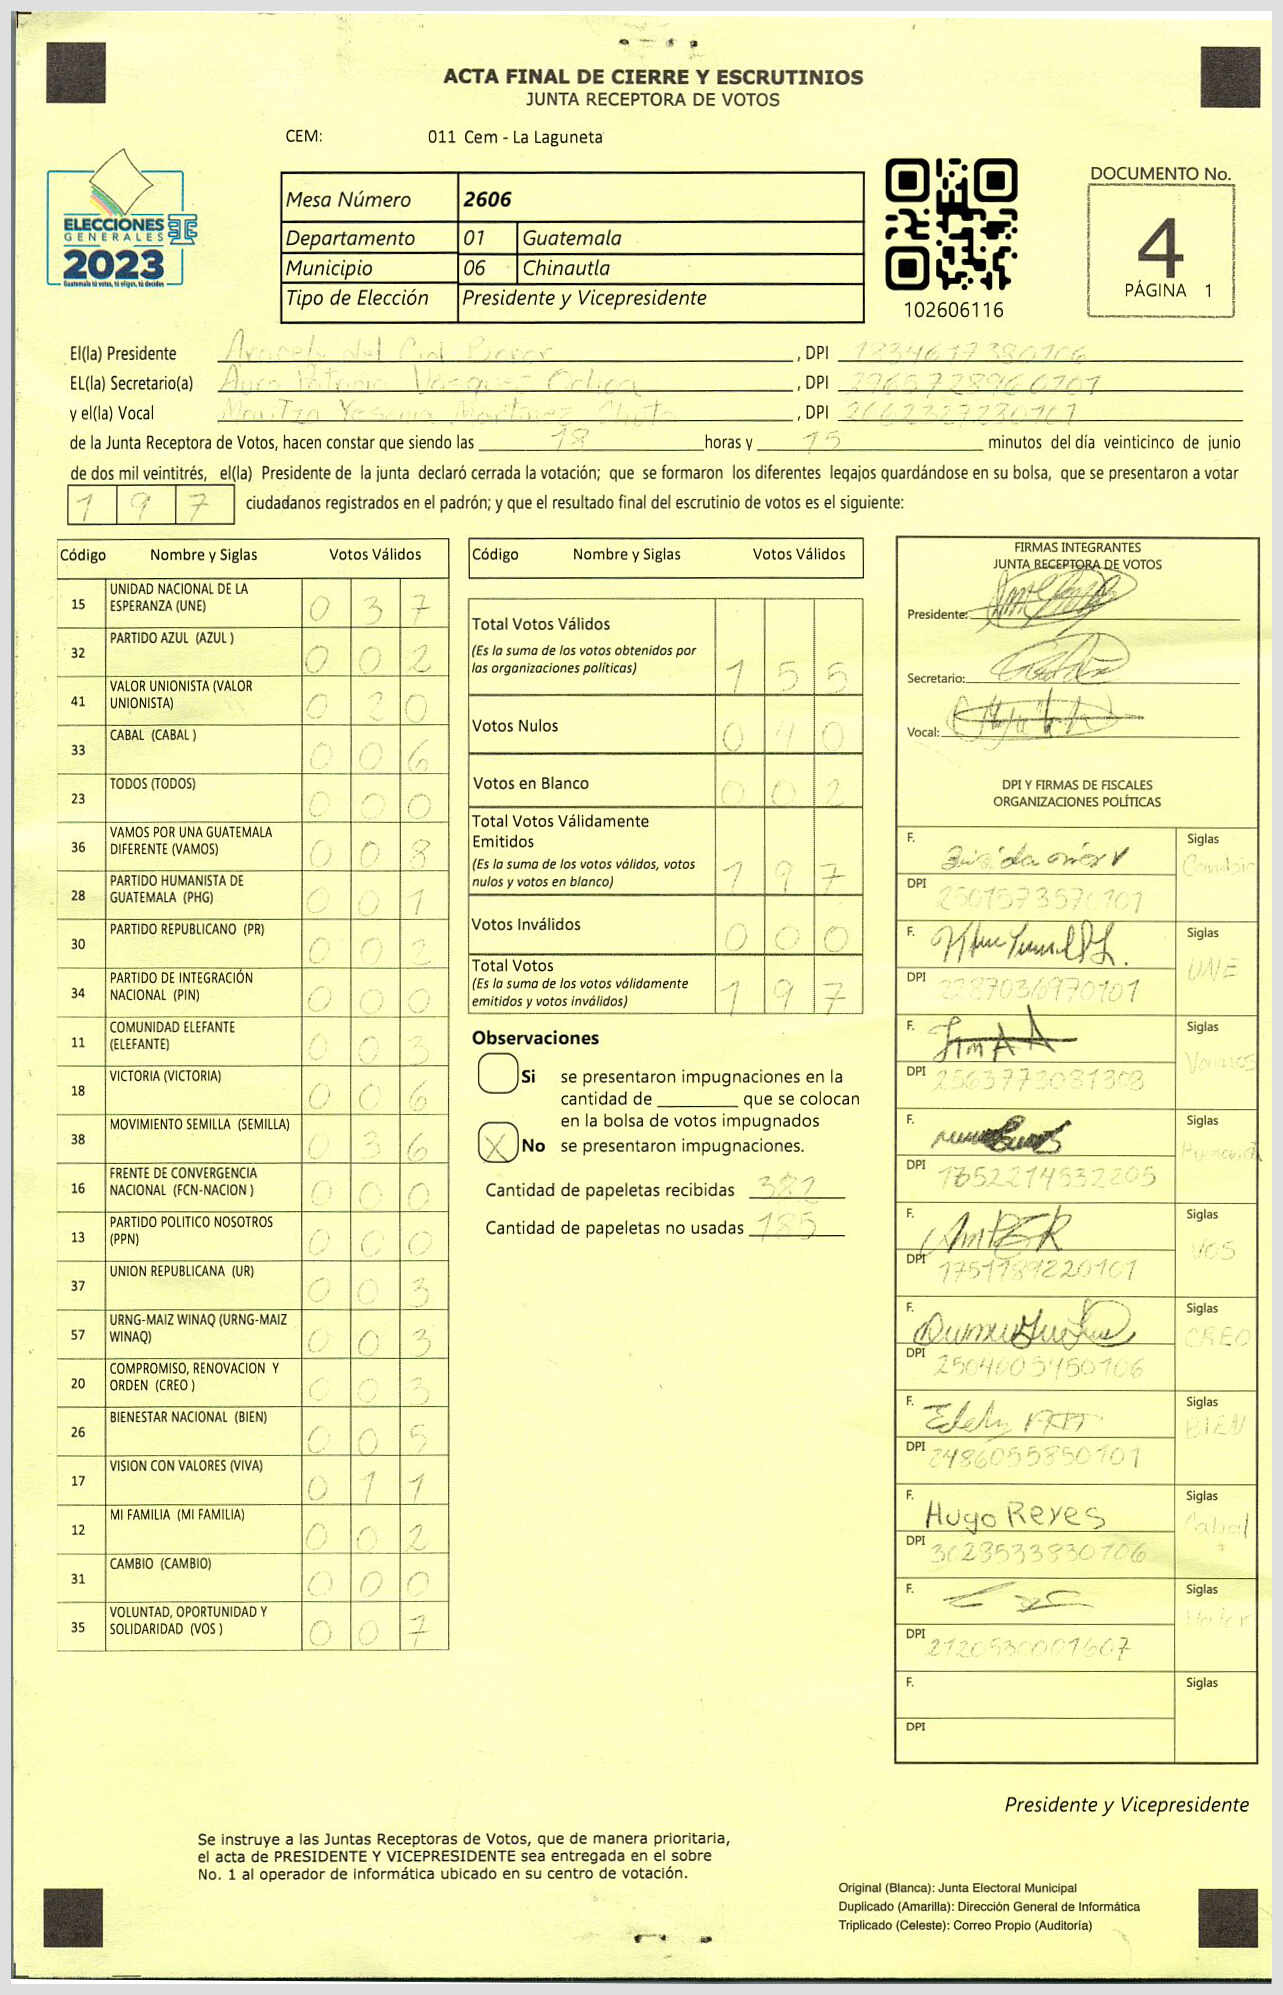 ACTA FINAL DE CIERRE Y ESCRUTINIOS
JUNTA RECEPTORA DE VOTOS
CEM: 011 Cem - La Laguneta
ELECCIONES
GENERALES
2023
Guatemala tú votas, tú eliges, tú decides
Mesa Número 2606
Departamento 01 Guatemala
Municipio 06 Chinautla
Tipo de Elección Presidente y Vicepresidente
102606116
DOCUMENTO No.
4
PÁGINA 1
El(la) Presidente Aracely del Cid , DPI
EL(la) Secretario(a) Vásquez Ochoa , DPI 2965728960101
y el(la) Vocal Maritza Yesenia Martinez , DPI 2662327230101
de la Junta Receptora de Votos, hacen constar que siendo las 18 horas y 15 minutos del día veinticinco de junio
de dos mil veintitrés, el(la) Presidente de la junta declaró cerrada la votación; que se formaron los diferentes legajos guardándose en su bolsa, que se presentaron a votar
197 ciudadanos registrados en el padrón; y que el resultado final del escrutinio de votos es el siguiente:
Código Nombre y Siglas Votos Válidos
15 UNIDAD NACIONAL DE LA ESPERANZA (UNE) 0 3 7
32 PARTIDO AZUL (AZUL ) 0 0 2
41 VALOR UNIONISTA (VALOR UNIONISTA) 0 2 0
33 CABAL (CABAL ) 0 0 6
23 TODOS (TODOS) 0 0 0
36 VAMOS POR UNA GUATEMALA DIFERENTE (VAMOS) 0 0 8
28 PARTIDO HUMANISTA DE GUATEMALA (PHG) 0 0 1
30 PARTIDO REPUBLICANO (PR) 0 0 2
34 PARTIDO DE INTEGRACIÓN NACIONAL (PIN) 0 0 0
11 COMUNIDAD ELEFANTE (ELEFANTE) 0 0 3
18 VICTORIA (VICTORIA) 0 0 6
38 MOVIMIENTO SEMILLA (SEMILLA) 0 3 6
16 FRENTE DE CONVERGENCIA NACIONAL (FCN-NACION ) 0 0 0
13 PARTIDO POLITICO NOSOTROS (PPN) 0 0 0
37 UNION REPUBLICANA (UR) 0 0 3
57 URNG-MAIZ WINAQ (URNG-MAIZ WINAQ) 0 0 3
20 COMPROMISO, RENOVACION Y ORDEN (CREO ) 0 0 3
26 BIENESTAR NACIONAL (BIEN) 0 0 5
17 VISION CON VALORES (VIVA) 0 1 1
12 MI FAMILIA (MI FAMILIA) 0 0 2
31 CAMBIO (CAMBIO) 0 0 0
35 VOLUNTAD, OPORTUNIDAD Y SOLIDARIDAD (VOS ) 0 0 7
Código Nombre y Siglas Votos Válidos
Total Votos Válidos 1 5 5
(Es la suma de los votos obtenidos por
las organizaciones políticas)
Votos Nulos 0 4 0
Votos en Blanco 0 0 2
Total Votos Válidamente
Emitidos 1 9 7
(Es la suma de los votos válidos, votos
nulos y votos en blanco)
Votos Inválidos 0 0 0
Total Votos 1 9 7
(Es la suma de los votos válidamente
emitidos y votos inválidos)
Observaciones
Si se presentaron impugnaciones en la
cantidad de ________ que se colocan
en la bolsa de votos impugnados
X No se presentaron impugnaciones.
Cantidad de papeletas recibidas 382
Cantidad de papeletas no usadas 185
FIRMAS INTEGRANTES
JUNTA RECEPTORA DE VOTOS
Presidente:
Secretario:
Vocal:
DPI Y FIRMAS DE FISCALES
ORGANIZACIONES POLÍTICAS
F. Siglas
DPI 2501573570101
F. Siglas UNE
DPI 2287036970101
F. Siglas
DPI 2563773081308
F. Siglas
DPI 1652214532205
F. Siglas VOS
DPI 1751189220101
F. Siglas CREO
DPI 2504605450106
F. Siglas BIEN
DPI 2486055850101
F. Hugo Reyes Siglas Cabal
DPI 3028533830106
F. Siglas
DPI 2120530001607
F. Siglas
DPI
Presidente y Vicepresidente
Se instruye a las Juntas Receptoras de Votos, que de manera prioritaria,
el acta de PRESIDENTE Y VICEPRESIDENTE sea entregada en el sobre
No. 1 al operador de informática ubicado en su centro de votación.
Original (Blanca): Junta Electoral Municipal
Duplicado (Amarilla): Dirección General de Informática
Triplicado (Celeste): Correo Propio (Auditoría)